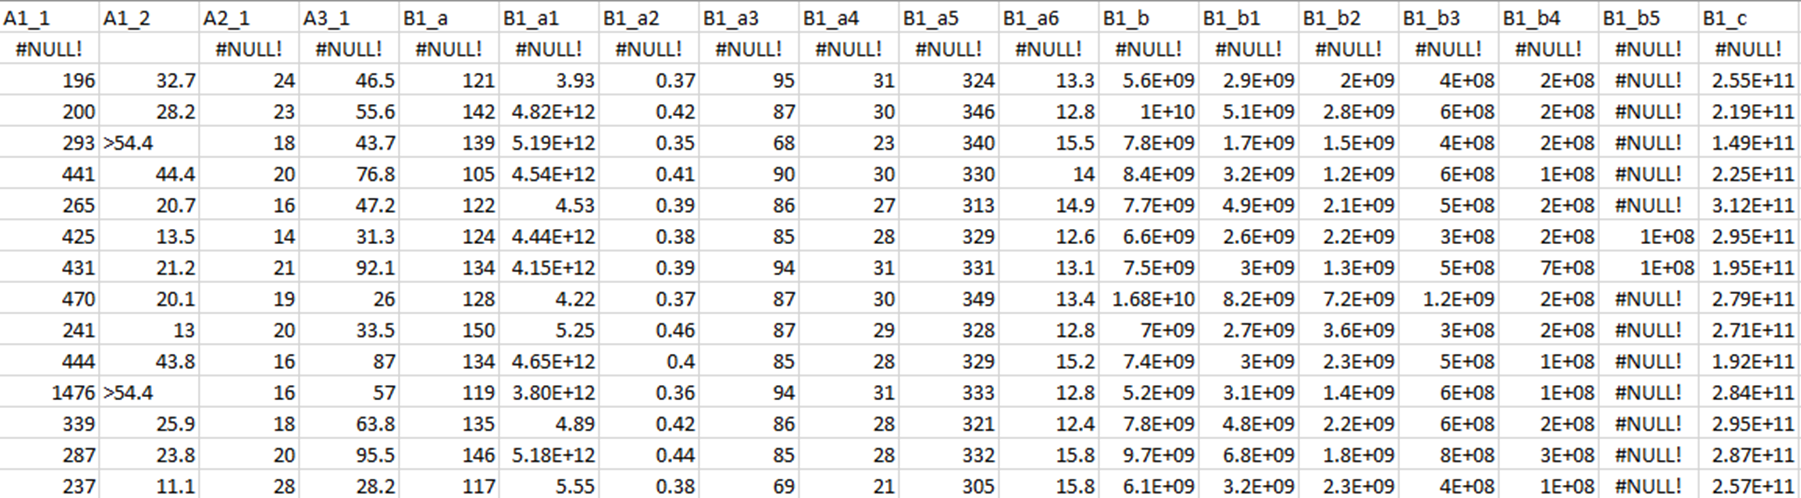 A1_1 A1_2 A2_1 A3_1 B1_a B1_a1 B1_a2 B1_a3 B1_a4 B1_a5 B1_a6 B1_b B1_b1 B1_b2 B1_b3 B1_b4 B1_b5 B1_c
#NULL! #NULL! #NULL! #NULL! #NULL! #NULL! #NULL! #NULL! #NULL! #NULL! #NULL! #NULL! #NULL! #NULL! #NULL! #NULL! #NULL!
196 32.7 24 46.5 121 3.93 0.37 95 31 324 13.3 5.6E+09 2.9E+09 2E+09 4E+08 2E+08 #NULL! 2.55E+11
200 28.2 23 55.6 142 4.82E+12 0.42 87 30 346 12.8 1E+10 5.1E+09 2.8E+09 6E+08 2E+08 #NULL! 2.19E+11
293 >54.4 18 43.7 139 5.19E+12 0.35 68 23 340 15.5 7.8E+09 1.7E+09 1.5E+09 4E+08 2E+08 #NULL! 1.49E+11
441 44.4 20 76.8 105 4.54E+12 0.41 90 30 330 14 8.4E+09 3.2E+09 1.2E+09 6E+08 1E+08 #NULL! 2.25E+11
265 20.7 16 47.2 122 4.53 0.39 86 27 313 14.9 7.7E+09 4.9E+09 2.1E+09 5E+08 2E+08 #NULL! 3.12E+11
425 13.5 14 31.3 124 4.44E+12 0.38 85 28 329 12.6 6.6E+09 2.6E+09 2.2E+09 3E+08 2E+08 1E+08 2.95E+11
431 21.2 21 92.1 134 4.15E+12 0.39 94 31 331 13.1 7.5E+09 3E+09 1.3E+09 5E+08 7E+08 1E+08 1.95E+11
470 20.1 19 26 128 4.22 0.37 87 30 349 13.4 1.68E+10 8.2E+09 7.2E+09 1.2E+09 2E+08 #NULL! 2.79E+11
241 13 20 33.5 150 5.25 0.46 87 29 328 12.8 7E+09 2.7E+09 3.6E+09 3E+08 2E+08 #NULL! 2.71E+11
444 43.8 16 87 134 4.65E+12 0.4 85 28 329 15.2 7.4E+09 3E+09 2.3E+09 5E+08 1E+08 #NULL! 1.92E+11
1476 >54.4 16 57 119 3.80E+12 0.36 94 31 333 12.8 5.2E+09 3.1E+09 1.4E+09 6E+08 1E+08 #NULL! 2.84E+11
339 25.9 18 63.8 135 4.89 0.42 86 28 321 12.4 7.8E+09 4.8E+09 2.2E+09 6E+08 2E+08 #NULL! 2.95E+11
287 23.8 20 95.5 146 5.18E+12 0.44 85 28 332 15.8 9.7E+09 6.8E+09 1.8E+09 8E+08 3E+08 #NULL! 2.87E+11
237 11.1 28 28.2 117 5.55 0.38 69 21 305 15.8 6.1E+09 3.2E+09 2.3E+09 4E+08 1E+08 #NULL! 2.57E+11